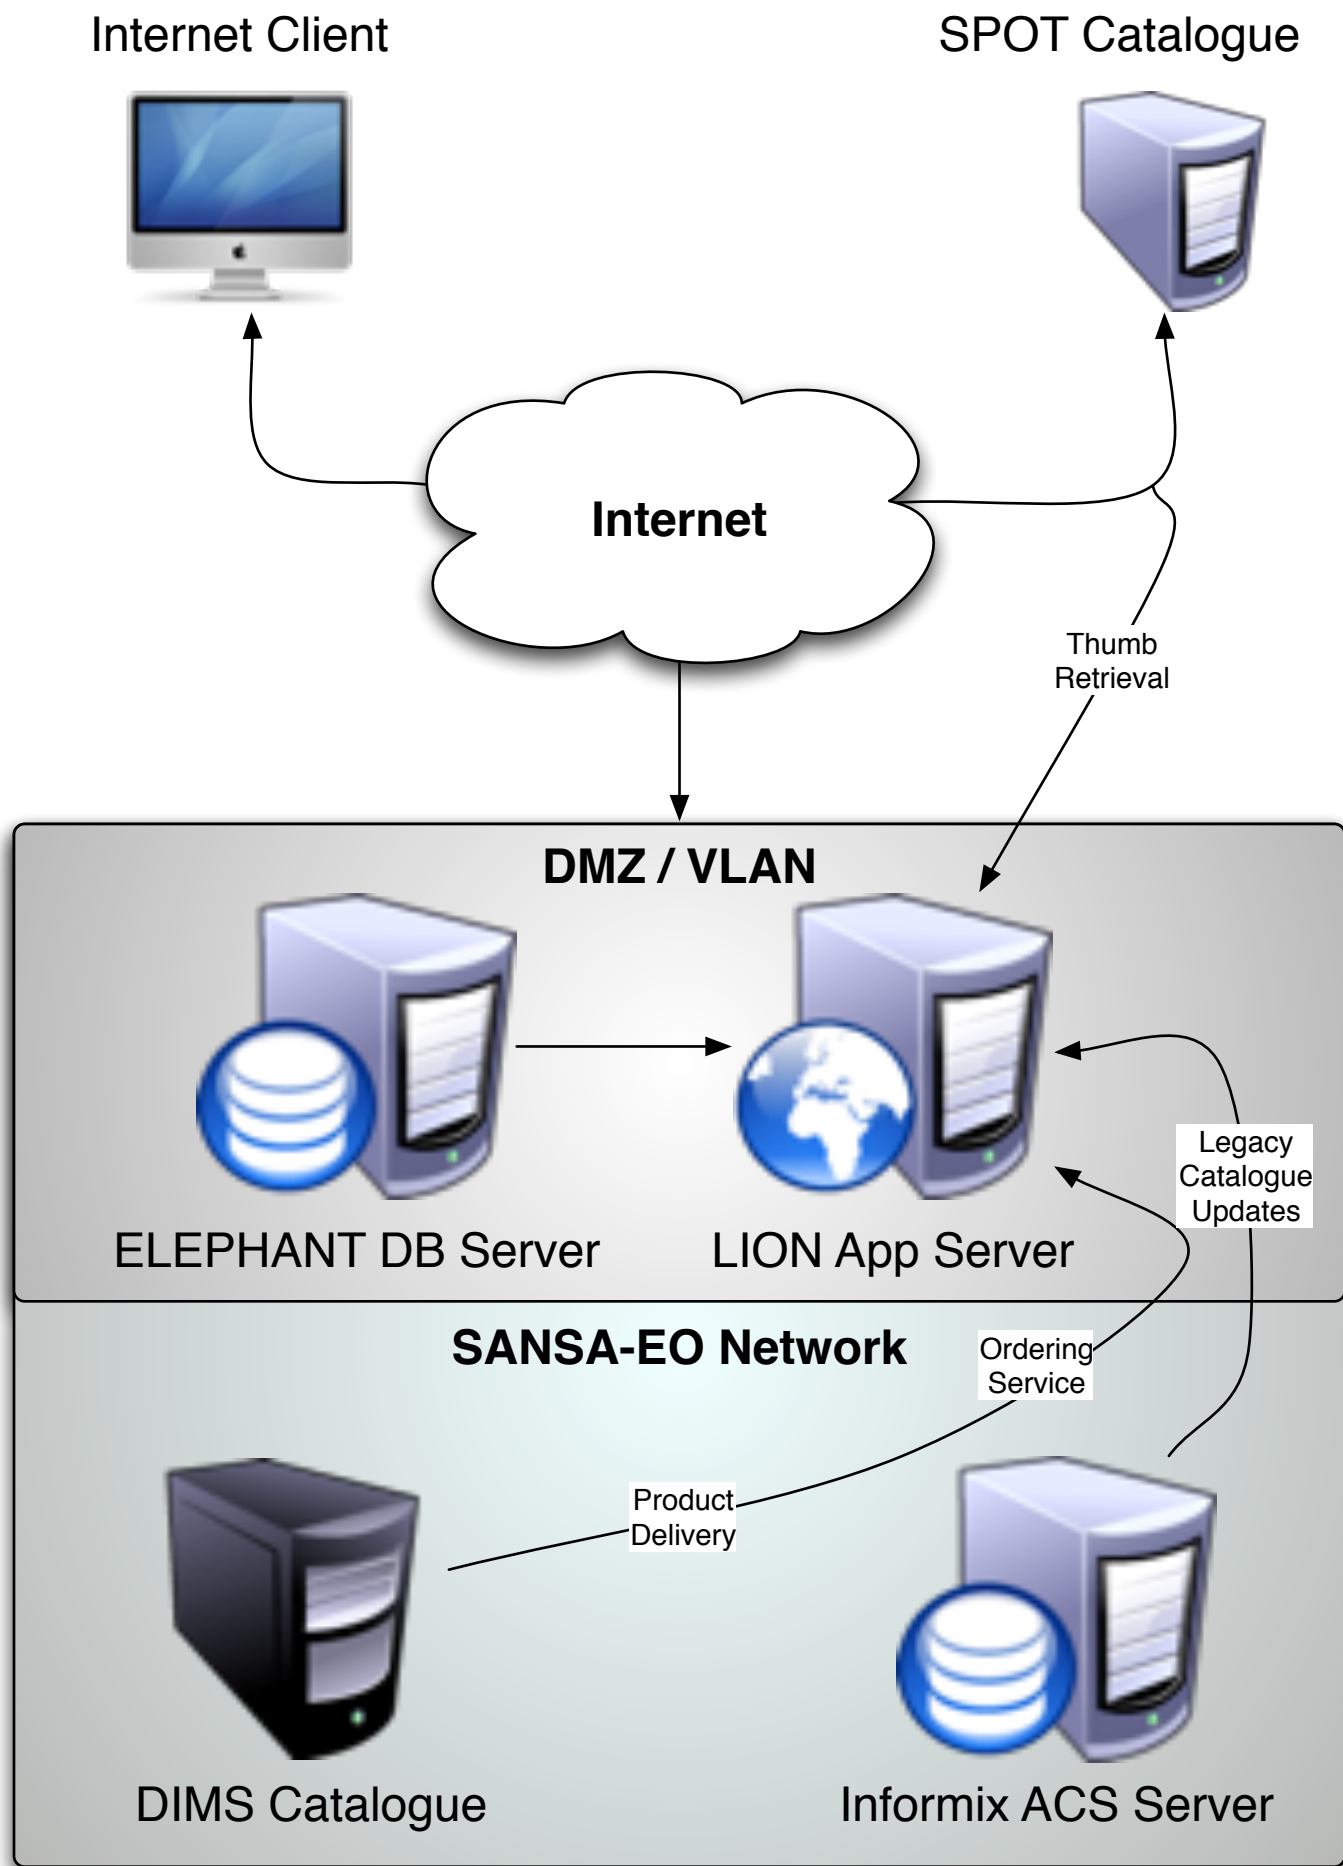 Internet Client
SPOT Catalogue
Internet
Thumb
Retrieval
DMZ / VLAN
Legacy
Catalogue
Updates
ELEPHANT DB Server
LION App Server
SANSA-EO Network
Ordering
Service
Product
Delivery
DIMS Catalogue
Informix ACS Server